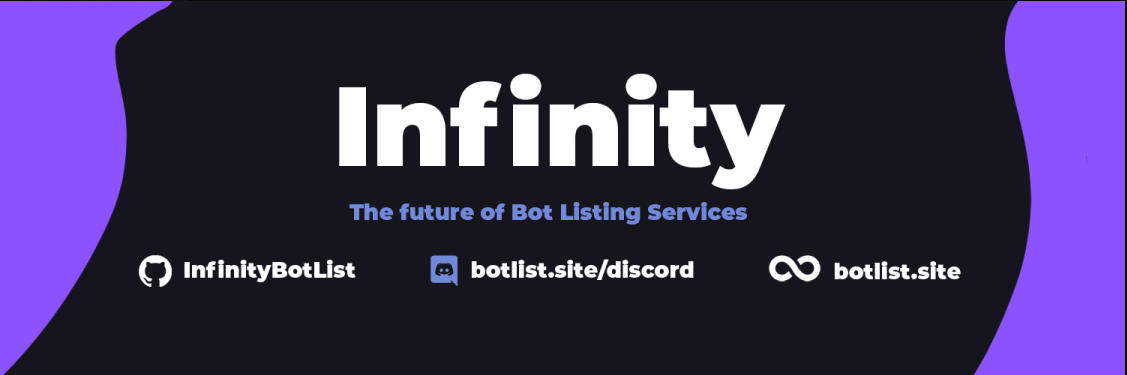 Infinity
The future of Bot Listing Services
InfinityBotList botlist.site/discord botlist.site